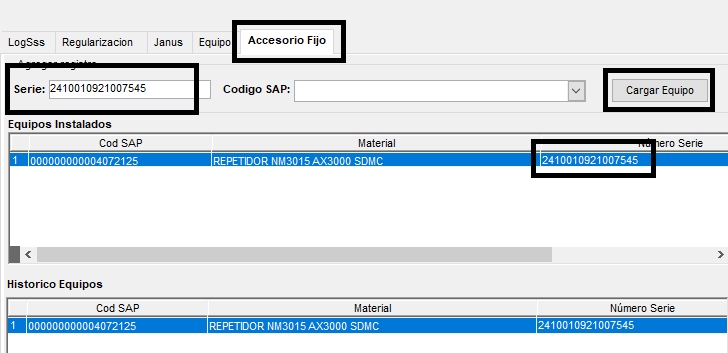 LogSss Regularizacion Janus Equipo Accesorio Fijo
Agregar registro
Serie: 2410010921007545 Codigo SAP: Cargar Equipo
Equipos Instalados
Cod SAP Material Número Serie
1 000000000004072125 REPETIDOR NM3015 AX3000 SDMC 2410010921007545
Historico Equipos
Cod SAP Material Número Serie
1 000000000004072125 REPETIDOR NM3015 AX3000 SDMC 2410010921007545